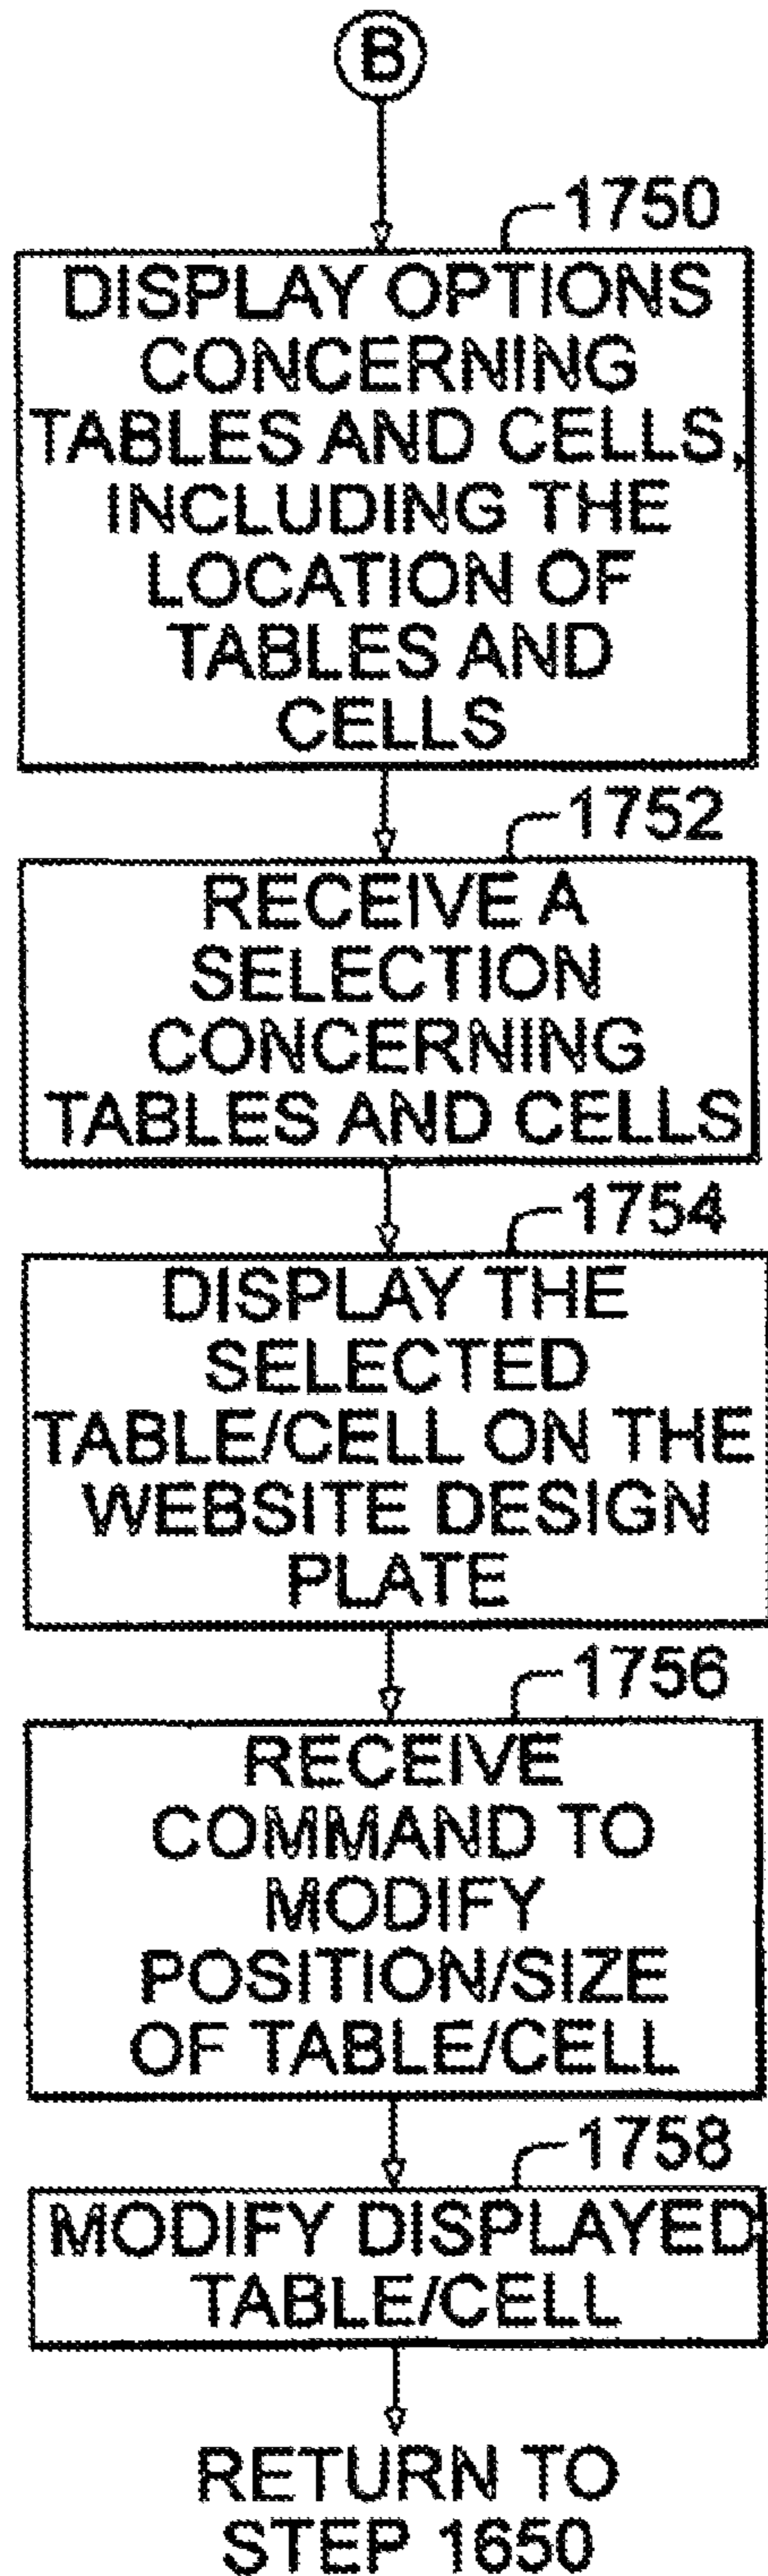 B
1750
DISPLAY OPTIONS
CONCERNING
TABLES AND CELLS,
INCLUDING THE
LOCATION OF
TABLES AND
CELLS
1752
RECEIVE A
SELECTION
CONCERNING
TABLES AND CELLS
1754
DISPLAY THE
SELECTED
TABLE/CELL ON THE
WEBSITE DESIGN
PLATE
1756
RECEIVE
COMMAND TO
MODIFY
POSITION/SIZE
OF TABLE/CELL
1758
MODIFY DISPLAYED
TABLE/CELL
RETURN TO
STEP 1650